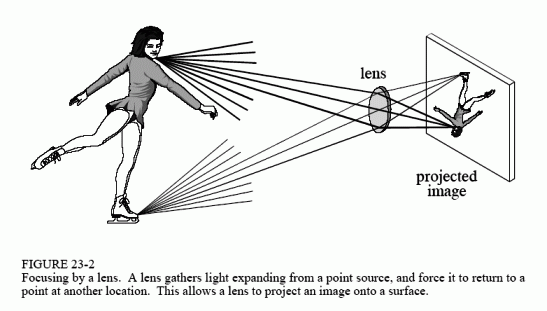 lens
projected
image
FIGURE 23-2
Focusing by a lens.  A lens gathers light expanding from a point source, and force it to return to a
point at another location.  This allows a lens to project an image onto a surface.